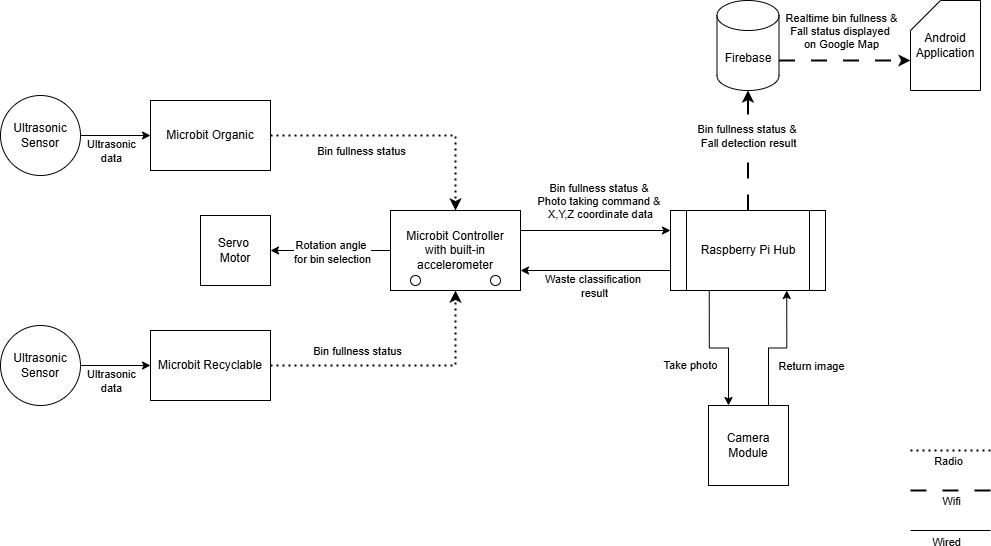 Realtime bin fullness &
Fall status displayed
on Google Map
Firebase
Android
Application
Ultrasonic
Sensor
Ultrasonic
data
Microbit Organic
Bin fullness status
Bin fullness status &
Fall detection result
Servo
Motor
Rotation angle
for bin selection
Microbit Controller
with built-in
accelerometer
Bin fullness status &
Photo taking command &
X,Y,Z coordinate data
Waste classification
result
Raspberry Pi Hub
Ultrasonic
Sensor
Ultrasonic
data
Microbit Recyclable
Bin fullness status
Take photo
Return image
Camera
Module
Radio
Wifi
Wired